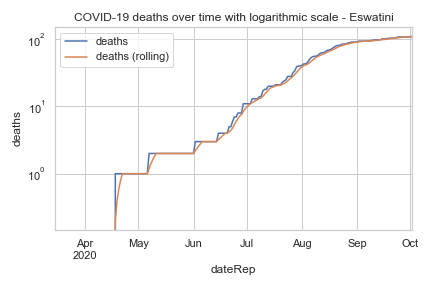 COVID-19 deaths over time with logarithmic scale - Eswatini
deaths
deaths (rolling)
10²
10¹
10⁰
deaths
Apr
2020
May
Jun
Jul
Aug
Sep
Oct
dateRep